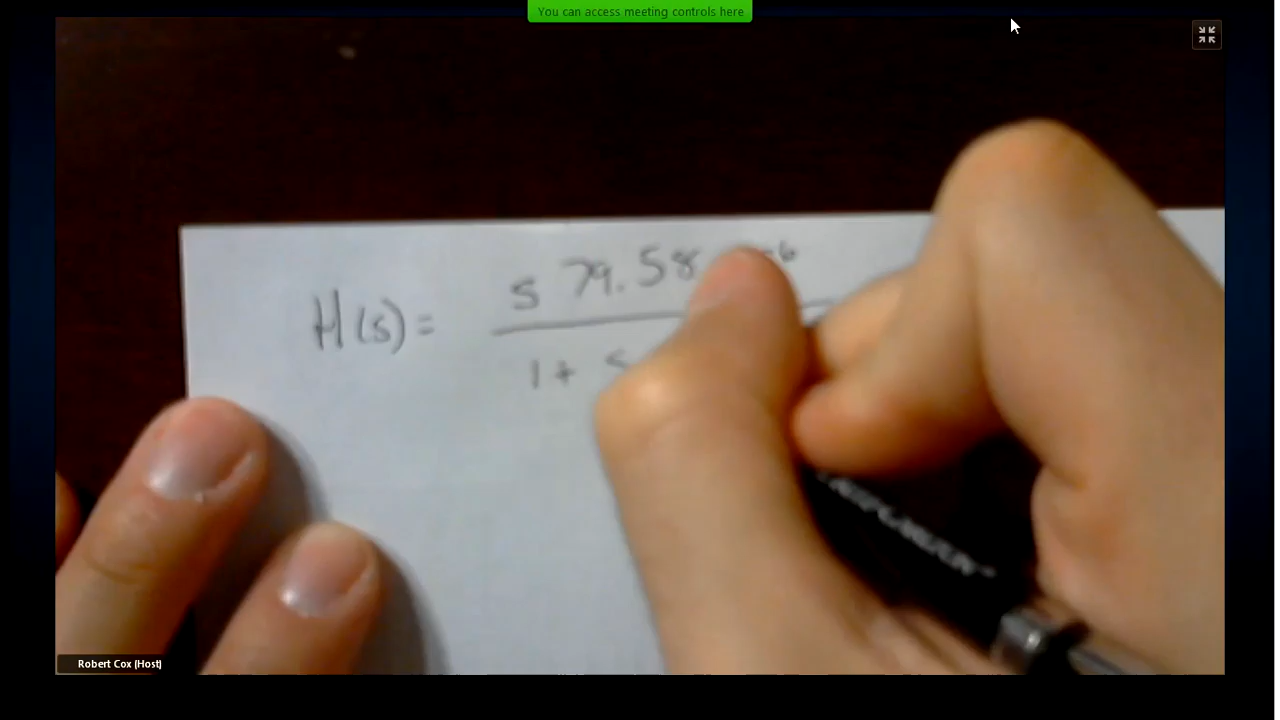 You can access meeting controls here
s 79.58
H(s)=
1 + s
Robert Cox (Host)